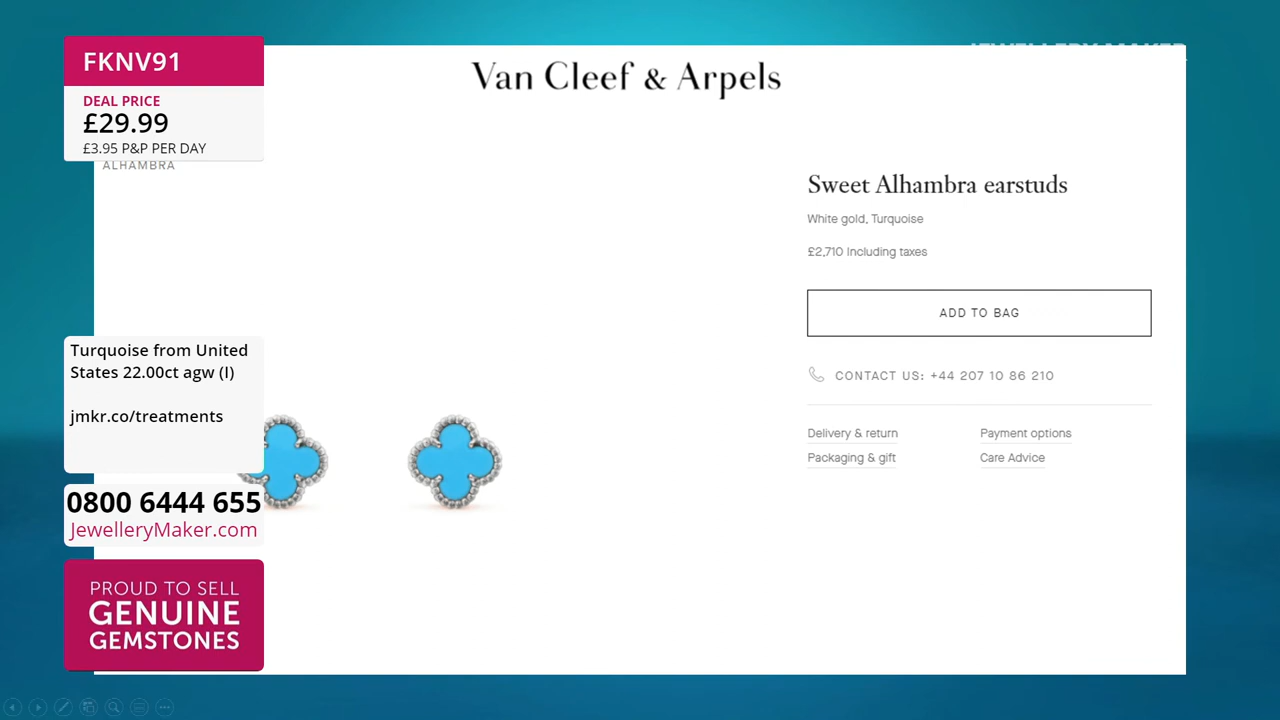 FKNV91
DEAL PRICE
£29.99
£3.95 P&P PER DAY
ALHAMBRA
Turquoise from United
States 22.00ct agw (I)
jmkr.co/treatments
0800 6444 655
JewelleryMaker.com
PROUD TO SELL
GENUINE
GEMSTONES
Van Cleef & Arpels
Sweet Alhambra earstuds
White gold, Turquoise
£2,710 Including taxes
ADD TO BAG
CONTACT US: +44 207 10 86 210
Delivery & return
Payment options
Packaging & gift
Care Advice